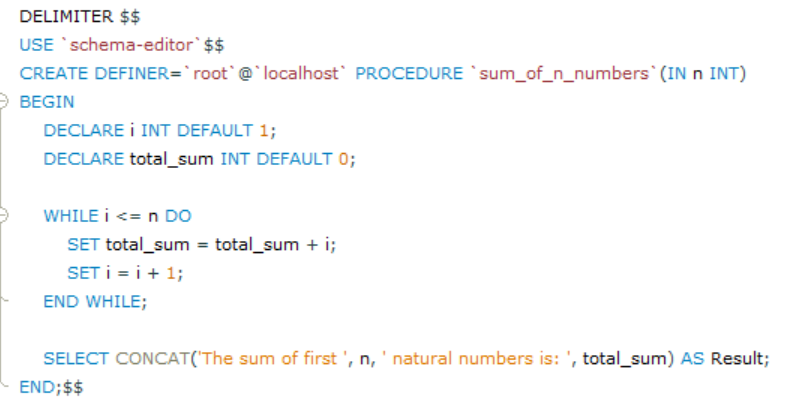 DELIMITER $$
USE `schema-editor`$$
CREATE DEFINER=`root`@`localhost` PROCEDURE `sum_of_n_numbers`(IN n INT)
BEGIN
DECLARE i INT DEFAULT 1;
DECLARE total_sum INT DEFAULT 0;
WHILE i <= n DO
SET total_sum = total_sum + i;
SET i = i + 1;
END WHILE;
SELECT CONCAT('The sum of first ', n, ' natural numbers is: ', total_sum) AS Result;
END;$$